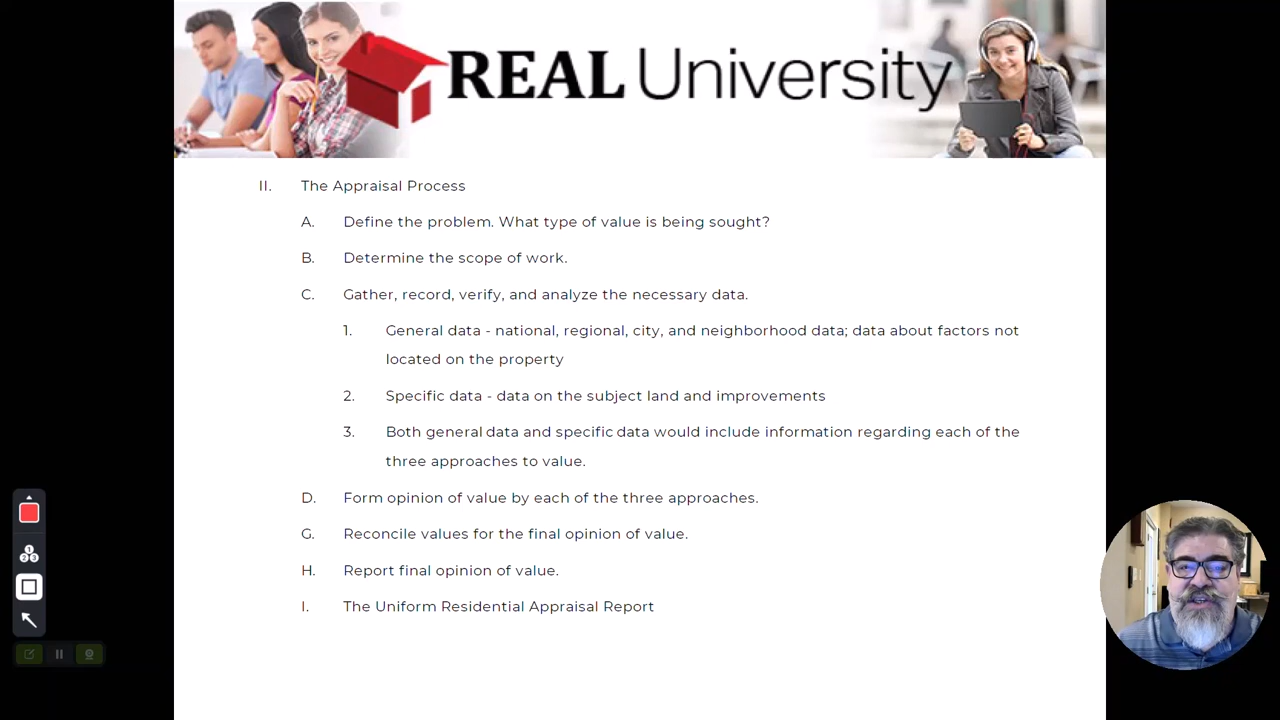 REAL University
II. The Appraisal Process
A. Define the problem. What type of value is being sought?
B. Determine the scope of work.
C. Gather, record, verify, and analyze the necessary data.
1. General data - national, regional, city, and neighborhood data; data about factors not
located on the property
2. Specific data - data on the subject land and improvements
3. Both general data and specific data would include information regarding each of the
three approaches to value.
D. Form opinion of value by each of the three approaches.
G. Reconcile values for the final opinion of value.
H. Report final opinion of value.
I. The Uniform Residential Appraisal Report